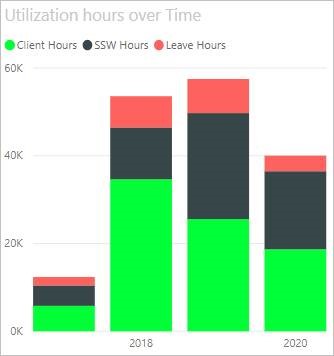 Utilization hours over Time
Client Hours SSW Hours Leave Hours
60K
40K
20K
0K
2018 2020